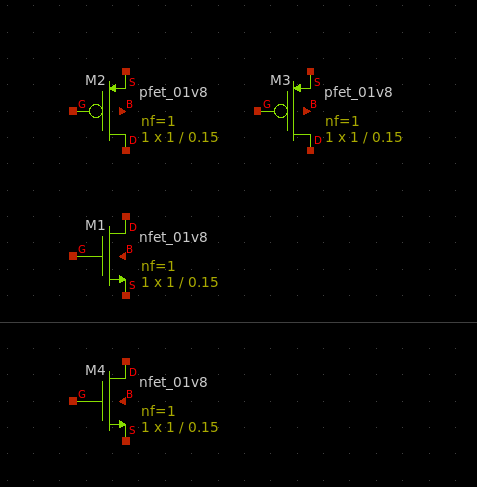 M2
S
pfet_01v8
G
B
nf=1
1 x 1 / 0.15
D
M3
S
pfet_01v8
G
B
nf=1
1 x 1 / 0.15
D
M1
D
nfet_01v8
G
B
nf=1
1 x 1 / 0.15
S
M4
D
nfet_01v8
G
B
nf=1
1 x 1 / 0.15
S